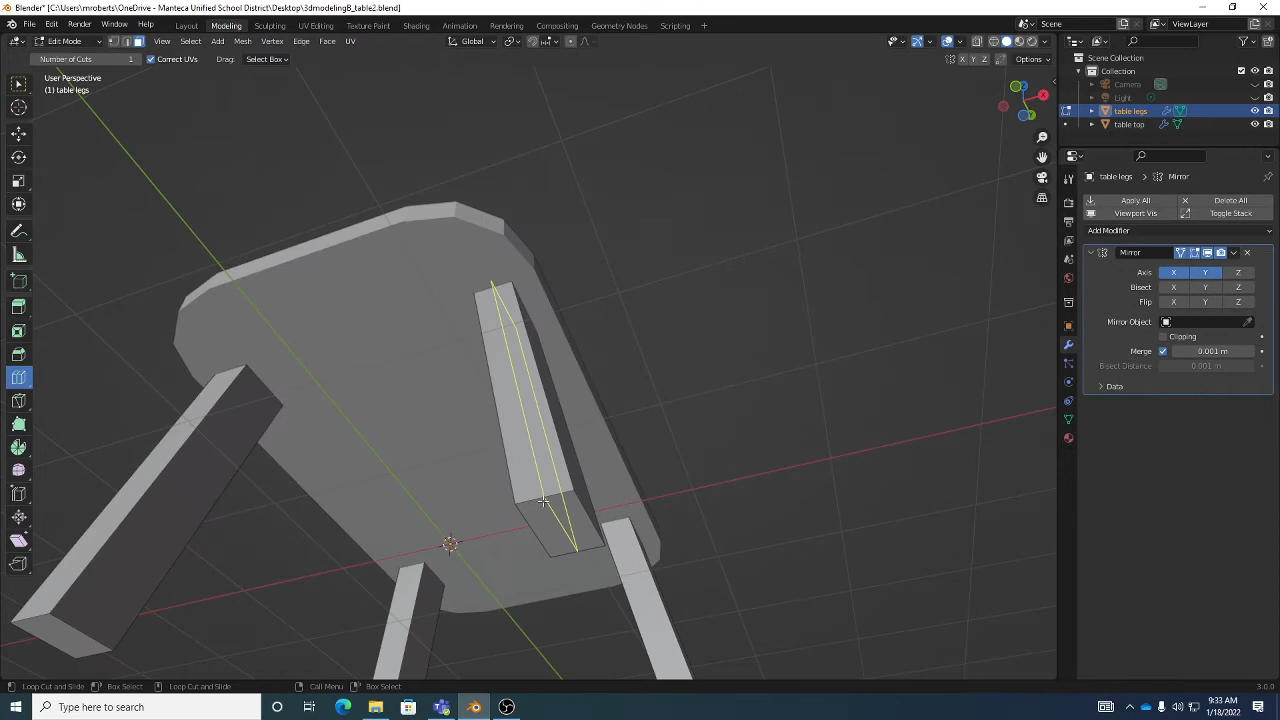 Blender* [C:\Users\mroberts\OneDrive - Manteca Unified School District\Desktop\3dmodelingB_table2.blend]
File Edit Render Window Help Layout Modeling Sculpting UV Editing Texture Paint Shading Animation Rendering Compositing Geometry Nodes Scripting + Scene ViewLayer
Edit Mode View Select Add Mesh Vertex Edge Face UV Global
Number of Cuts 1 Correct UVs Drag: Select Box X Y Z Options
User Perspective
(1) table legs
Scene Collection
Collection
Camera
Light
table legs
table top
table legs > Mirror
Apply All Delete All
Viewport Vis Toggle Stack
Add Modifier
Mirror
Axis X Y Z
Bisect X Y Z
Flip X Y Z
Mirror Object
Clipping
Merge 0.001 m
Bisect Distance 0.001 m
Data
Loop Cut and Slide Box Select Loop Cut and Slide Call Menu Box Select 3.0.0
Type here to search
9:33 AM
1/18/2022